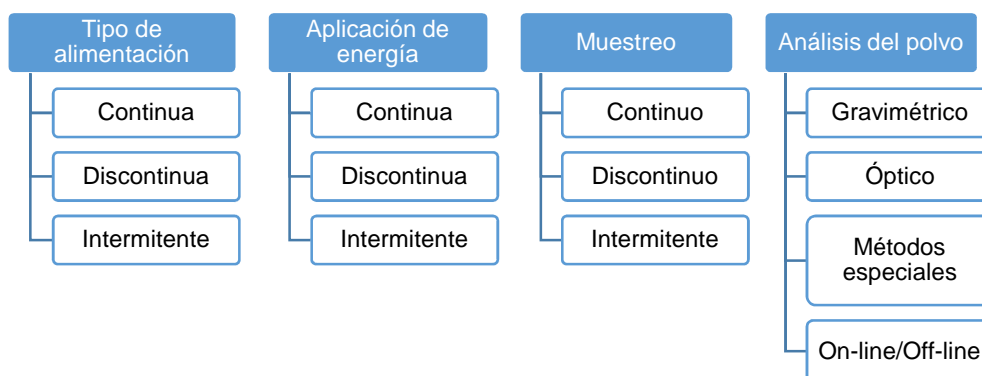 Tipo de
alimentación
Continua
Discontinua
Intermitente
Aplicación de
energía
Continua
Discontinua
Intermitente
Muestreo
Continuo
Discontinuo
Intermitente
Análisis del polvo
Gravimétrico
Óptico
Métodos
especiales
On-line/Off-line